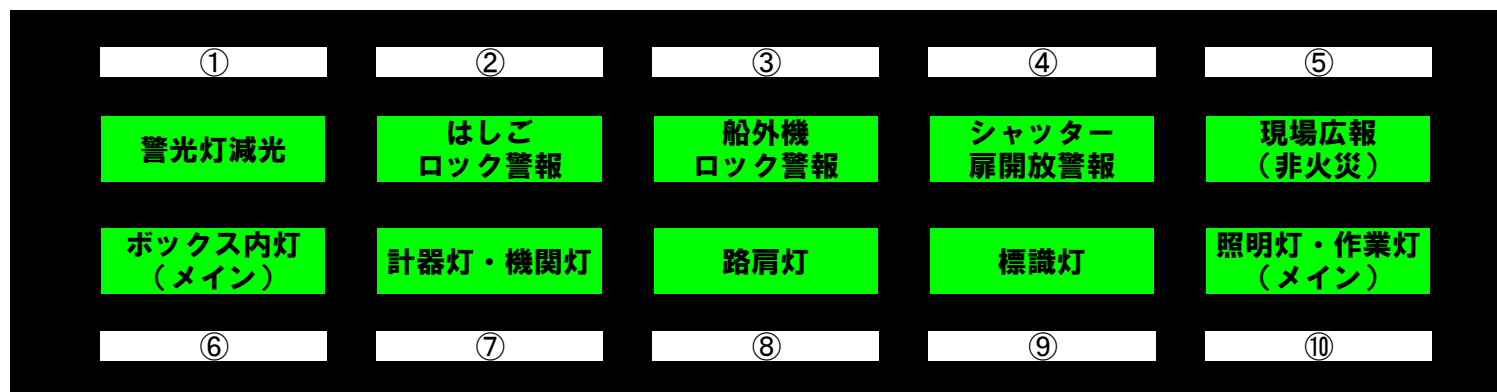 ① ② ③ ④ ⑤
警光灯減光
はしご
ロック警報
船外機
ロック警報
シャッター
扉開放警報
現場広報
（非火災）
ボックス内灯
（メイン）
計器灯・機関灯
路肩灯
標識灯
照明灯・作業灯
（メイン）
⑥ ⑦ ⑧ ⑨ ⑩